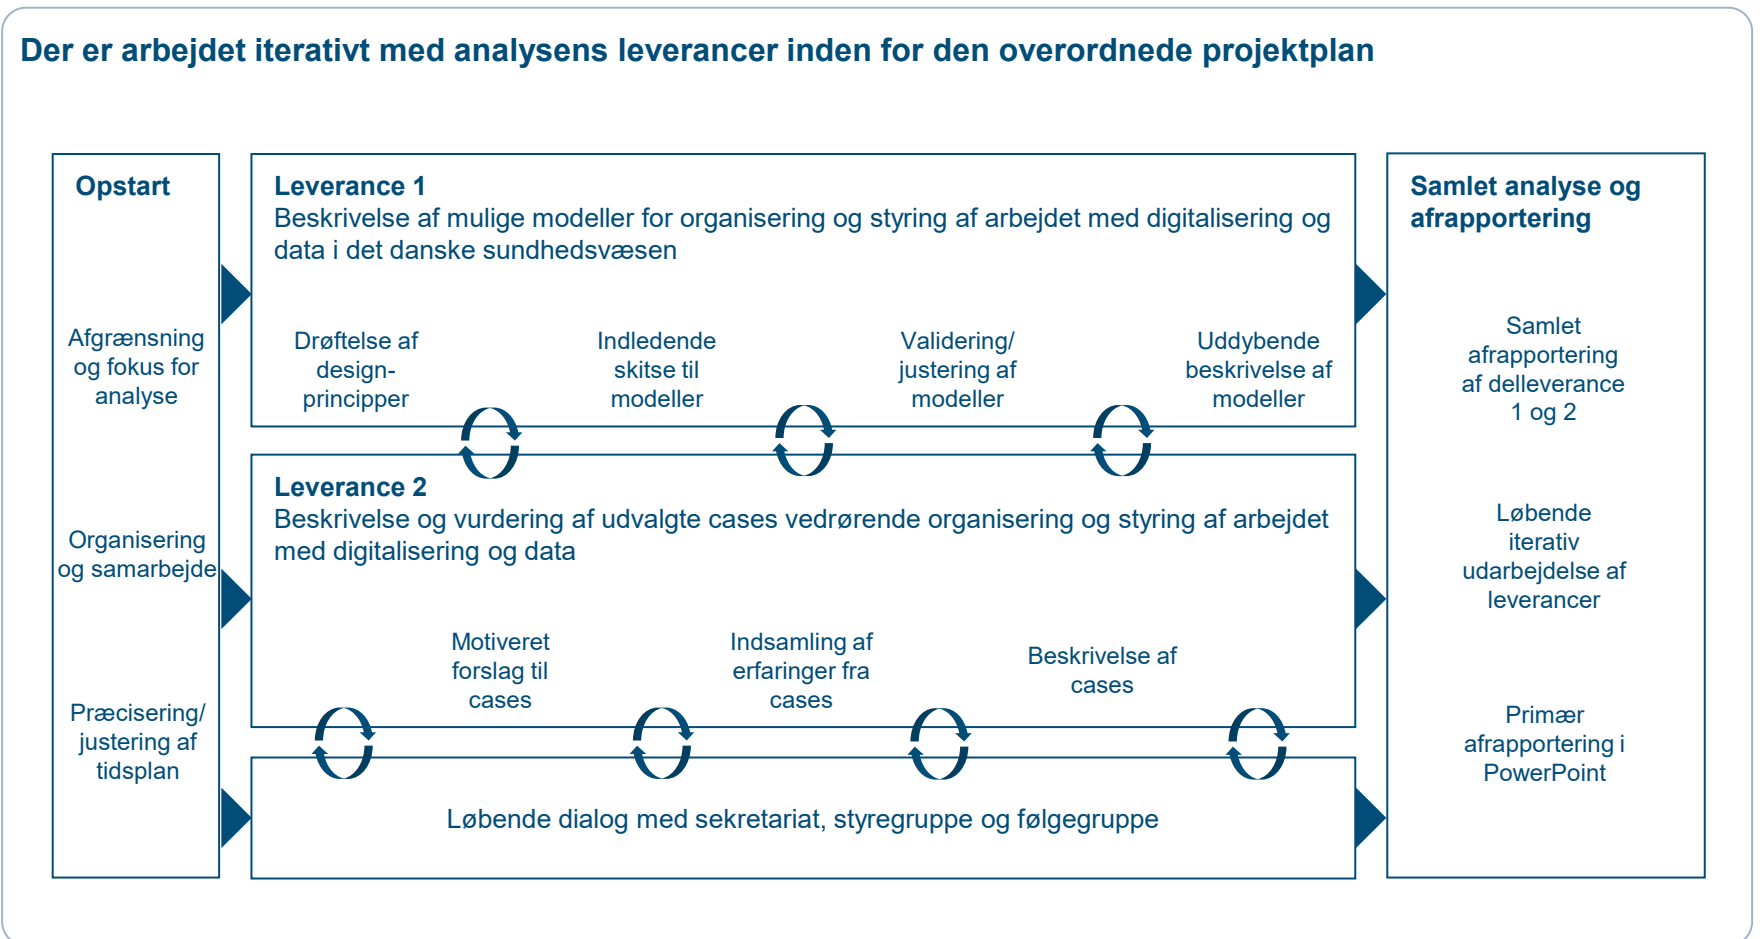 Der er arbejdet iterativt med analysens leverancer inden for den overordnede projektplan
Opstart
Afgrænsning
og fokus for
analyse
Organisering
og samarbejde
Præcisering/
justering af
tidsplan
Leverance 1
Beskrivelse af mulige modeller for organisering og styring af arbejdet med digitalisering og
data i det danske sundhedsvæsen
Drøftelse af
design-
principper
Indledende
skitse til
modeller
Validering/
justering af
modeller
Uddybende
beskrivelse af
modeller
Leverance 2
Beskrivelse og vurdering af udvalgte cases vedrørende organisering og styring af arbejdet
med digitalisering og data
Motiveret
forslag til
cases
Indsamling af
erfaringer fra
cases
Beskrivelse af
cases
Løbende dialog med sekretariat, styregruppe og følgegruppe
Samlet analyse og
afrapportering
Samlet
afrapportering
af delleverance
1 og 2
Løbende
iterativ
udarbejdelse af
leverancer
Primær
afrapportering i
PowerPoint